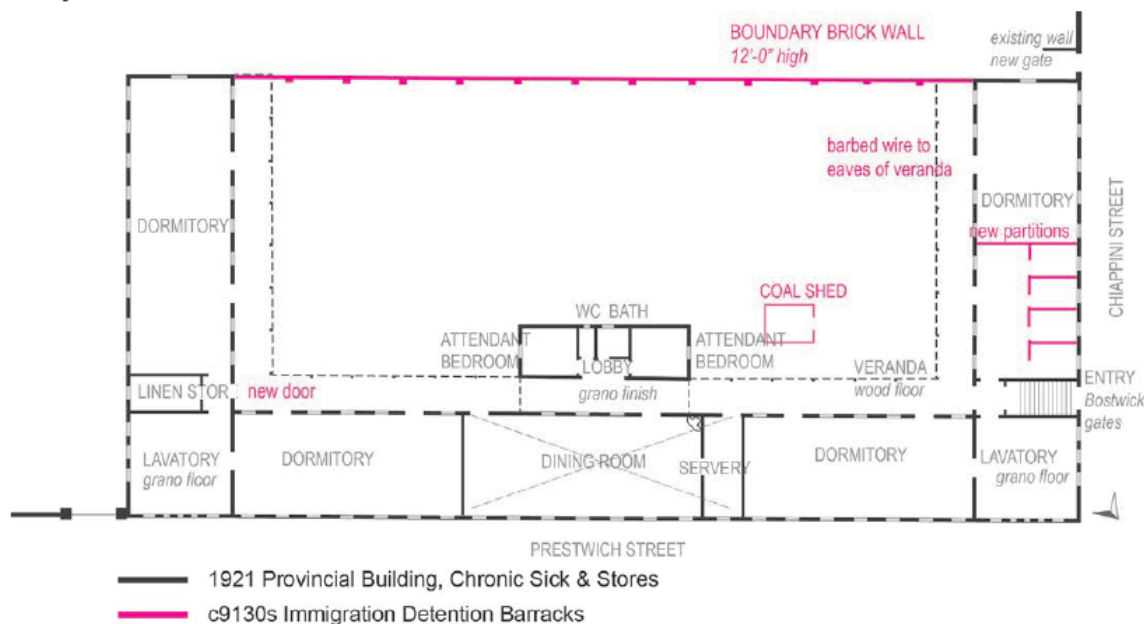 BOUNDARY BRICK WALL
12'-0" high
existing wall
new gate
barbed wire to
eaves of veranda
DORMITORY
DORMITORY
new partitions
CHIAPPINI STREET
COAL SHED
WC BATH
ATTENDANT
BEDROOM
LOBBY
grano finish
ATTENDANT
BEDROOM
VERANDA
wood floor
ENTRY
Bostwick
gates
LINEN STOR
new door
LAVATORY
grano floor
DORMITORY
DINING ROOM
SERVERY
DORMITORY
LAVATORY
grano floor
PRESTWICH STREET
1921 Provincial Building, Chronic Sick & Stores
c9130s Immigration Detention Barracks